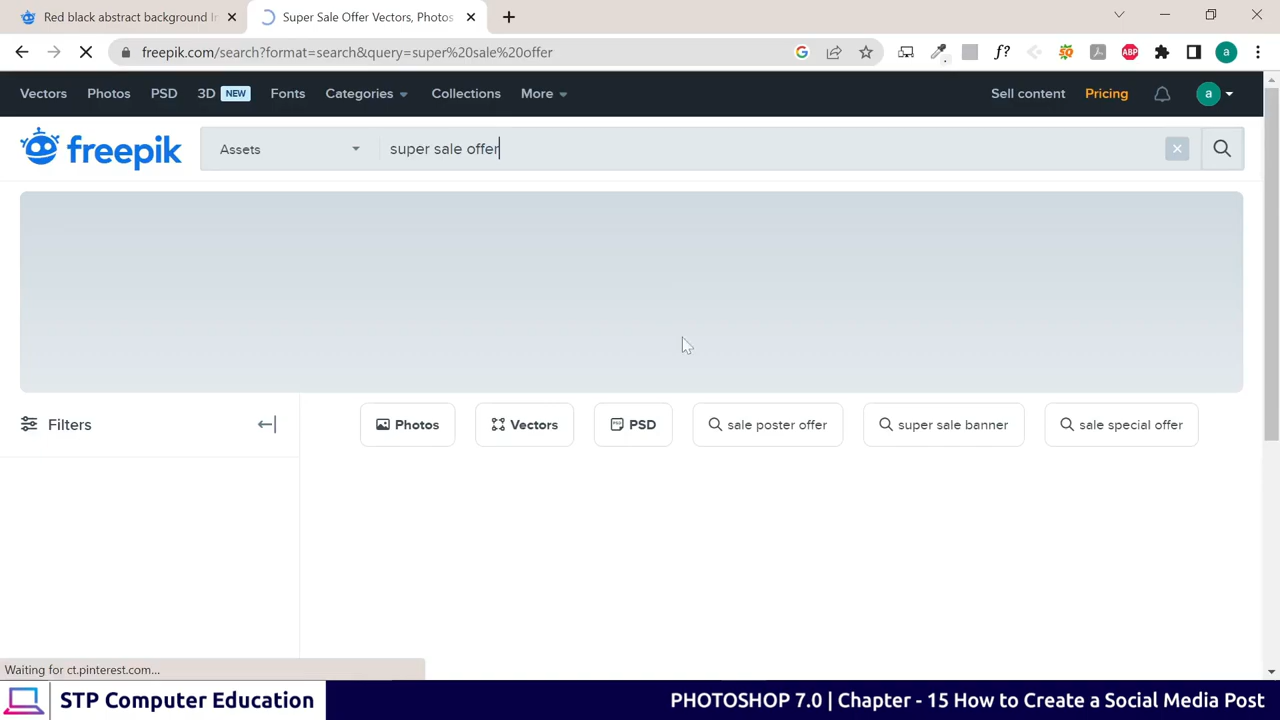 Red black abstract background I
Super Sale Offer Vectors, Photos
freepik.com/search?format=search&query=super%20sale%20offer
Vectors Photos PSD 3D NEW Fonts Categories Collections More Sell content Pricing a
freepik Assets super sale offer
Filters Photos Vectors PSD sale poster offer super sale banner sale special offer
Waiting for ct.pinterest.com...
STP Computer Education PHOTOSHOP 7.0 | Chapter - 15 How to Create a Social Media Post